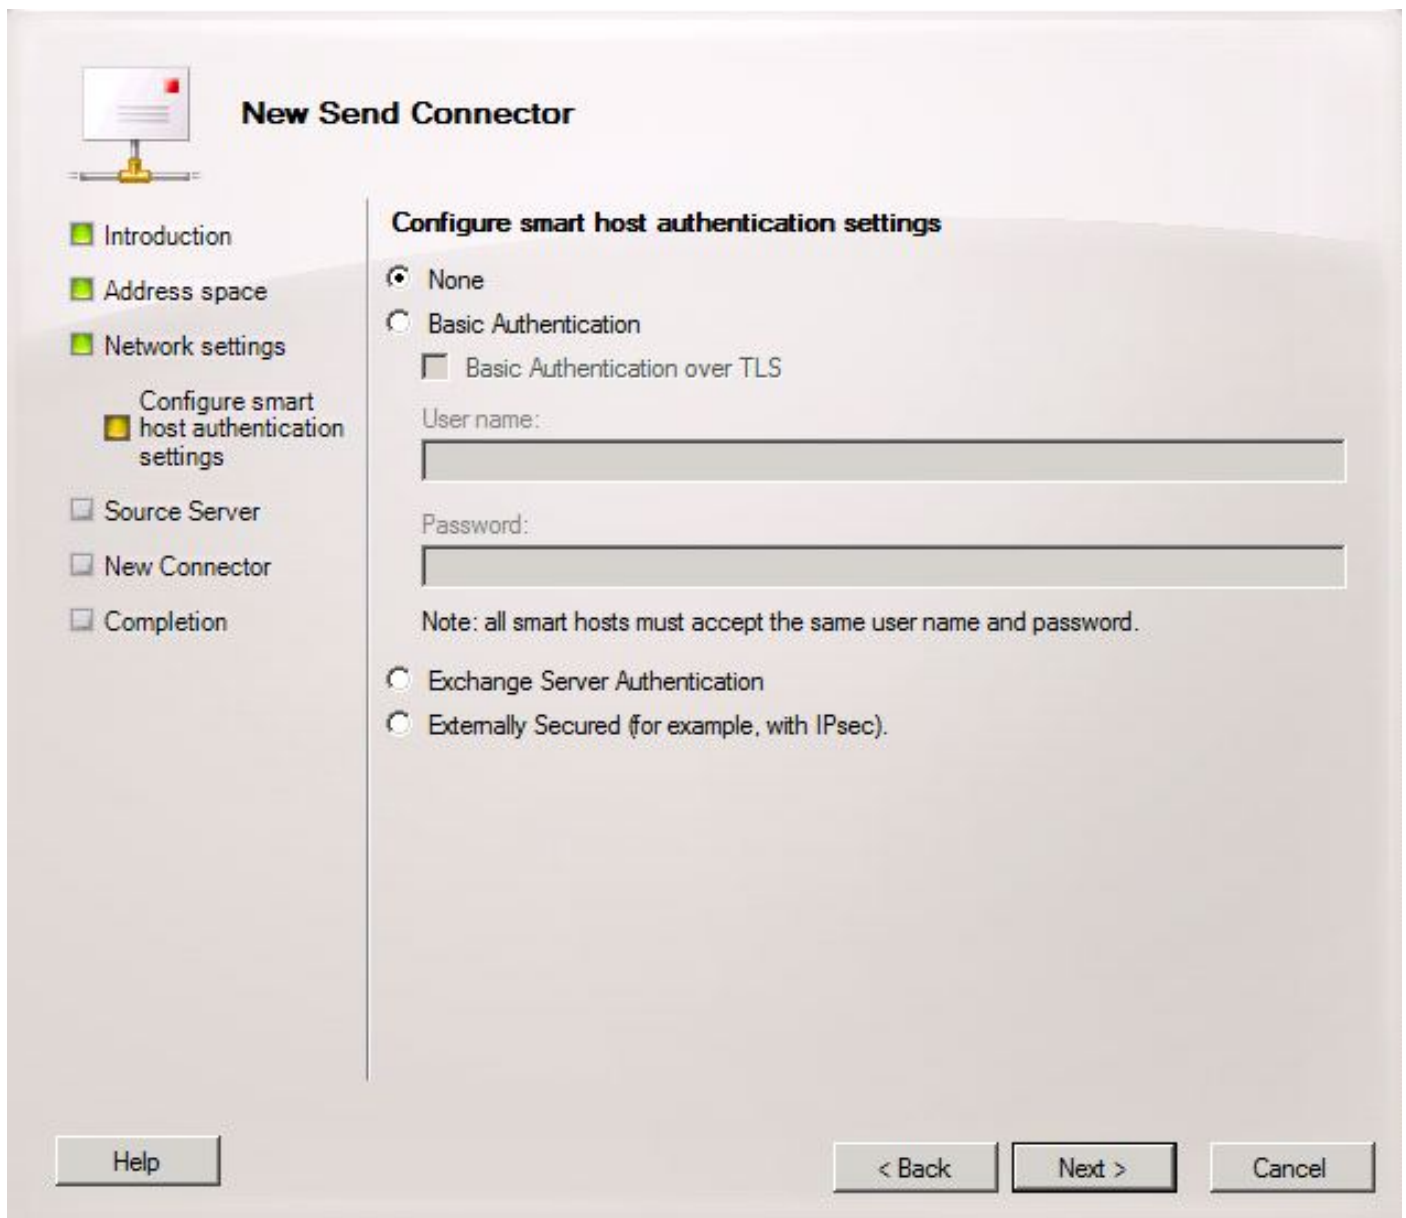 New Send Connector
Introduction
Address space
Network settings
Configure smart
host authentication
settings
Source Server
New Connector
Completion
Configure smart host authentication settings
None
Basic Authentication
Basic Authentication over TLS
User name:
Password:
Note: all smart hosts must accept the same user name and password.
Exchange Server Authentication
Externally Secured (for example, with IPsec).
Help
< Back
Next >
Cancel